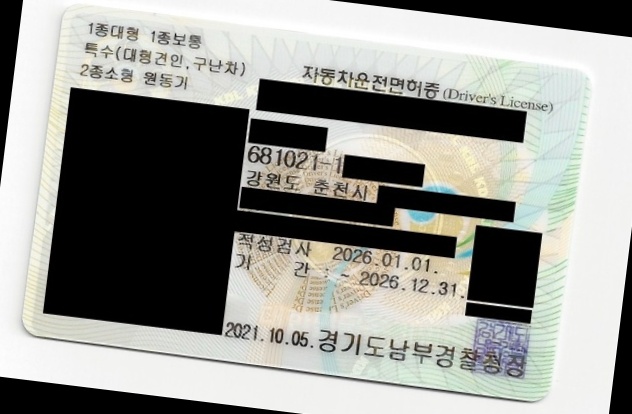 1종대형 1종보통
특수(대형견인,구난차)
2종소형 원동기
자동차운전면허증 (Driver's License)
681021-1
강원도 춘천시
적성검사 2026.01.01.
기 간 : ~ 2026.12.31.
2021.10.05. 경기도남부경찰청장